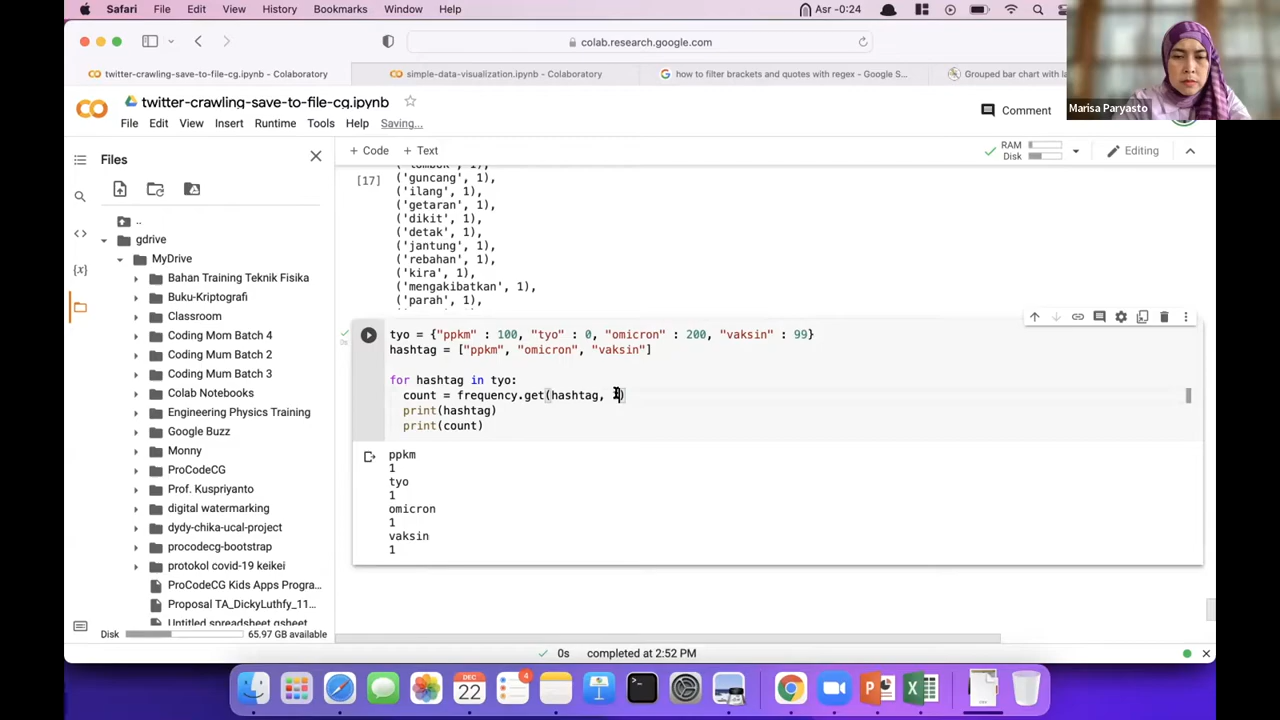 Safari File Edit View History Bookmarks Window Help Asr -0:24
colab.research.google.com
twitter-crawling-save-to-file-cg.ipynb - Colaboratory
simple-data-visualization.ipynb - Colaboratory
how to filter brackets and quotes with regex - Google S...
Grouped bar chart with la
Marisa Paryasto
twitter-crawling-save-to-file-cg.ipynb
File Edit View Insert Runtime Tools Help Saving...
Comment
+ Code + Text
RAM
Disk
Editing
Files
..
gdrive
MyDrive
Bahan Training Teknik Fisika
Buku-Kriptografi
Classroom
Coding Mom Batch 4
Coding Mum Batch 2
Coding Mum Batch 3
Colab Notebooks
Engineering Physics Training
Google Buzz
Monny
ProCodeCG
Prof. Kuspriyanto
digital watermarking
dydy-chika-ucal-project
procodecg-bootstrap
protokol covid-19 keikei
ProCodeCG Kids Apps Progra...
Proposal TA_DickyLuthfy_11...
Untitled spreadsheet.gsheet
Disk 65.97 GB available
[17]
('guncang', 1),
('ilang', 1),
('getaran', 1),
('dikit', 1),
('detak', 1),
('jantung', 1),
('rebahan', 1),
('kira', 1),
('mengakibatkan', 1),
('parah', 1),
tyo = {"ppkm" : 100, "tyo" : 0, "omicron" : 200, "vaksin" : 99}
hashtag = ["ppkm", "omicron", "vaksin"]
for hashtag in tyo:
count = frequency.get(hashtag, )
print(hashtag)
print(count)
0s
ppkm
1
tyo
1
omicron
1
vaksin
1
0s completed at 2:52 PM
DEC
22
4